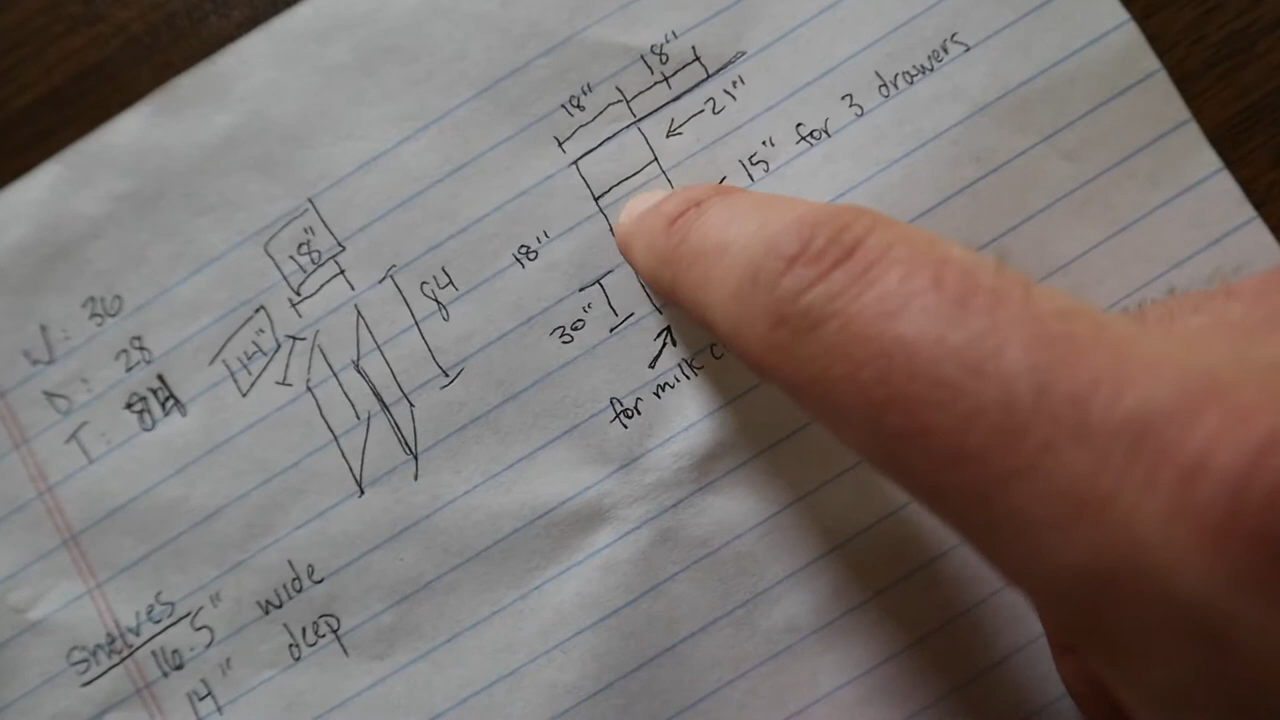 18" 18"
← 21"
15" for 3 drawers
18"
18"
84
14"
30"
for milk
W: 36
D: 28
T: 84
Shelves
16.5" wide
14" deep